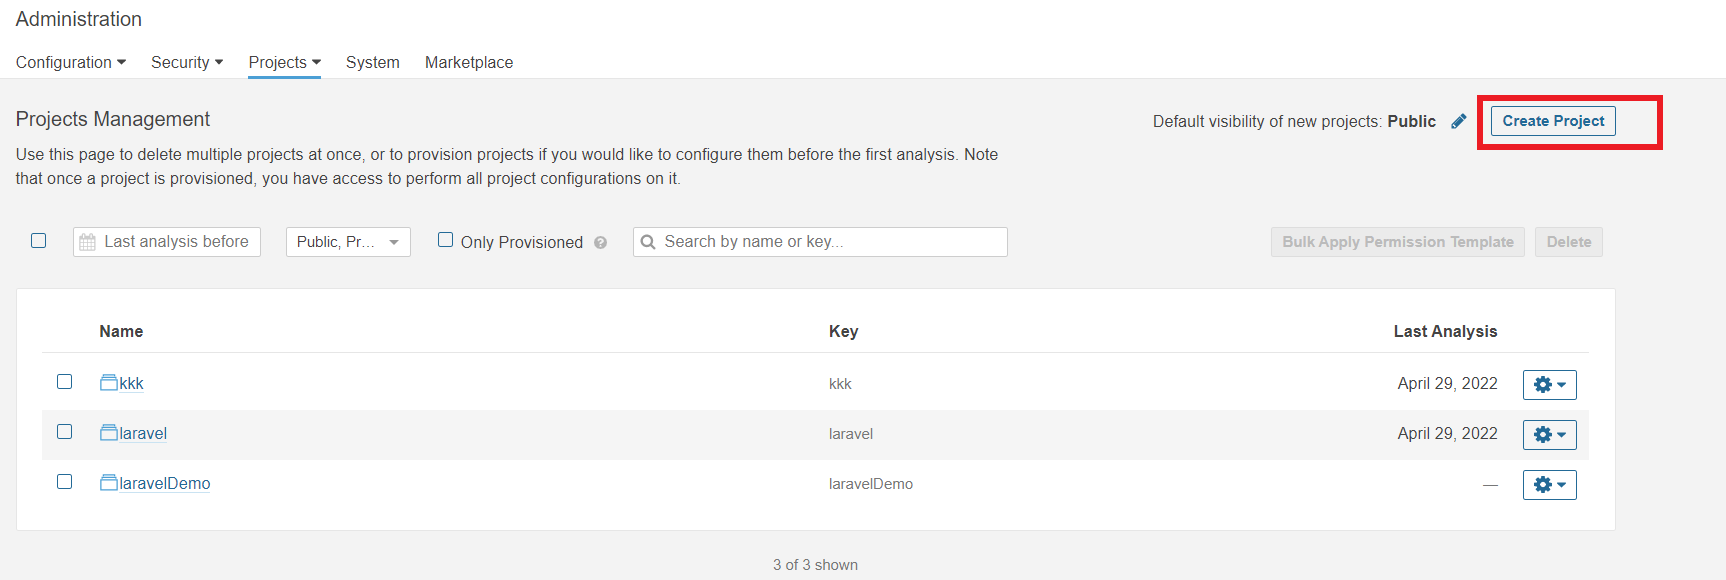 Administration
Configuration Security Projects System Marketplace
Projects Management
Default visibility of new projects: Public Create Project
Use this page to delete multiple projects at once, or to provision projects if you would like to configure them before the first analysis. Note
that once a project is provisioned, you have access to perform all project configurations on it.
Last analysis before Public, Pr... Only Provisioned ? Search by name or key... Bulk Apply Permission Template Delete
Name Key Last Analysis
kkk kkk April 29, 2022
laravel laravel April 29, 2022
laravelDemo laravelDemo —
3 of 3 shown